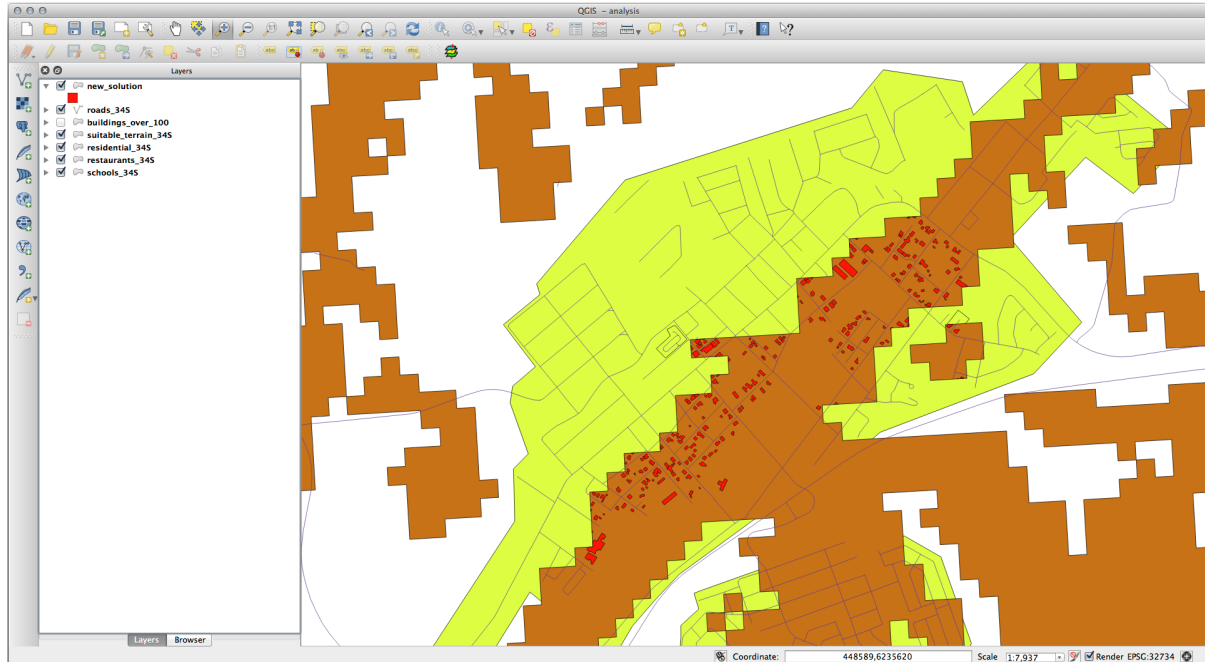 QGIS - analysis
Layers
new_solution
roads_34S
buildings_over_100
suitable_terrain_34S
residential_34S
restaurants_34S
schools_34S
Layers
Browser
Coordinate:
448589,6235620
Scale
1:7,937
Render
EPSG:32734